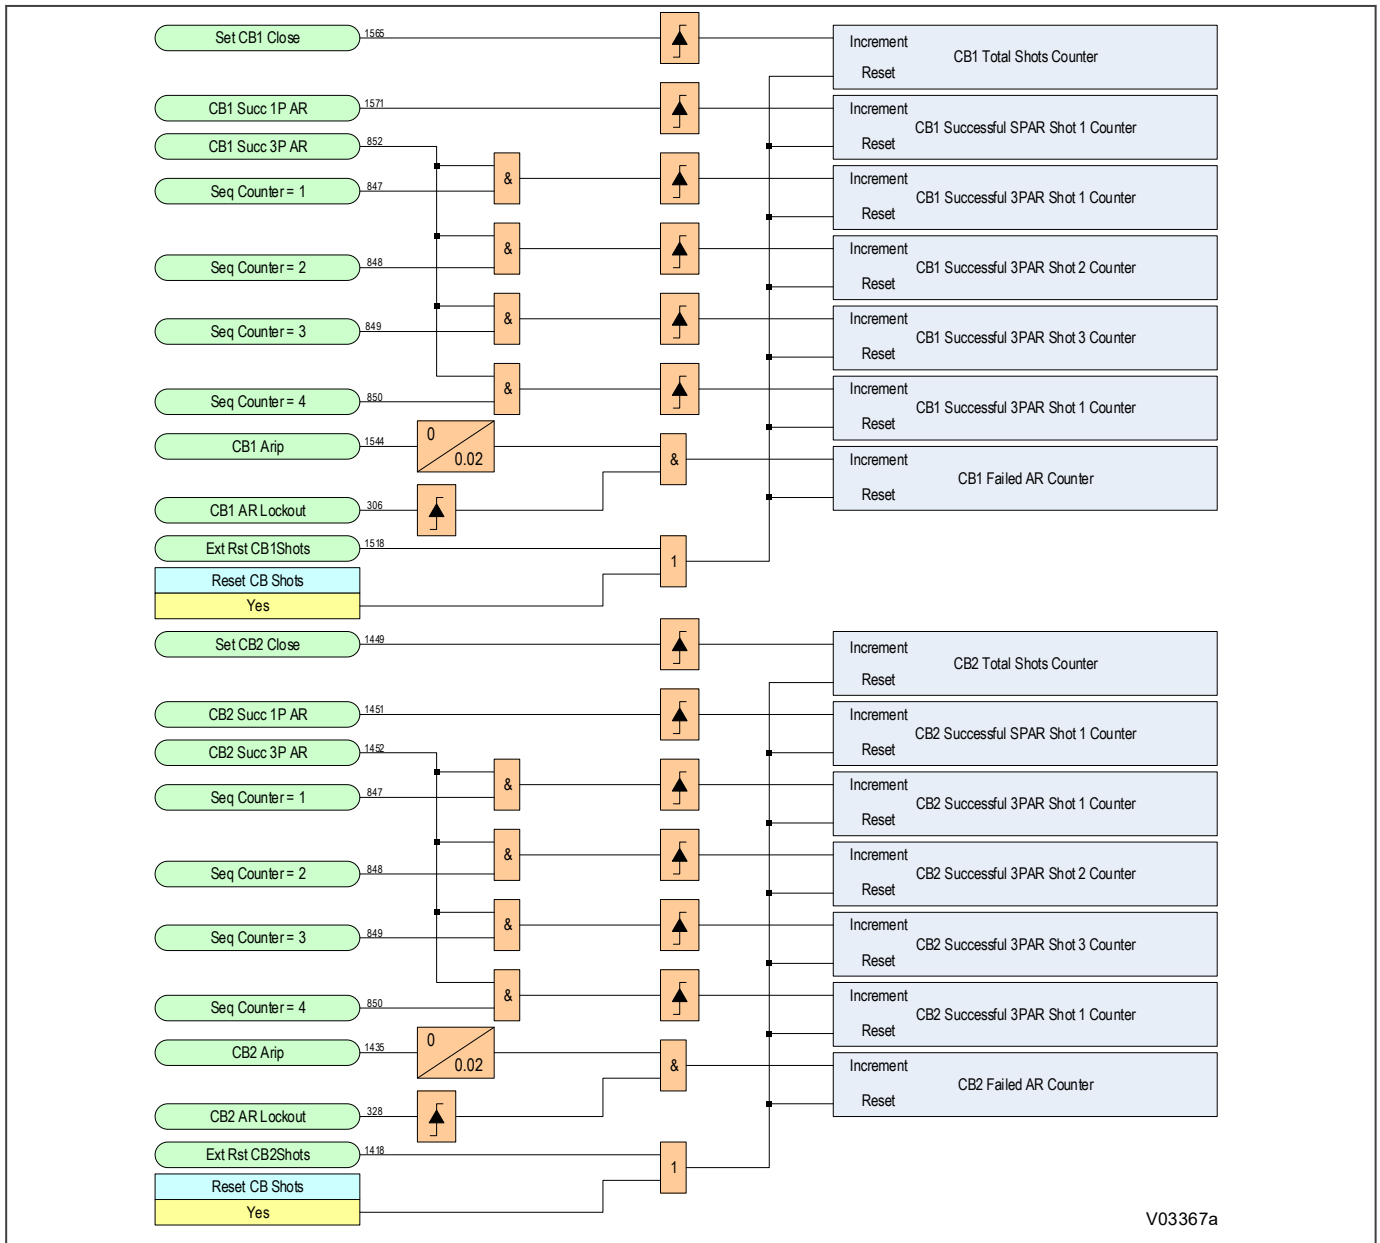 Set CB1 Close 1565
Increment
CB1 Total Shots Counter
Reset
CB1 Succ 1P AR 1571
Increment
CB1 Successful SPAR Shot 1 Counter
Reset
CB1 Succ 3P AR 852
Seq Counter = 1 847
&
Increment
CB1 Successful 3PAR Shot 1 Counter
Reset
Seq Counter = 2 848
&
Increment
CB1 Successful 3PAR Shot 2 Counter
Reset
Seq Counter = 3 849
&
Increment
CB1 Successful 3PAR Shot 3 Counter
Reset
Seq Counter = 4 850
&
Increment
CB1 Successful 3PAR Shot 1 Counter
Reset
CB1 Arip 1544
0
0.02
&
Increment
CB1 Failed AR Counter
Reset
CB1 AR Lockout 306
Ext Rst CB1Shots 1518
1
Reset CB Shots
Yes
Set CB2 Close 1449
Increment
CB2 Total Shots Counter
Reset
CB2 Succ 1P AR 1451
Increment
CB2 Successful SPAR Shot 1 Counter
Reset
CB2 Succ 3P AR 1452
Seq Counter = 1 847
&
Increment
CB2 Successful 3PAR Shot 1 Counter
Reset
Seq Counter = 2 848
&
Increment
CB2 Successful 3PAR Shot 2 Counter
Reset
Seq Counter = 3 849
&
Increment
CB2 Successful 3PAR Shot 3 Counter
Reset
Seq Counter = 4 850
&
Increment
CB2 Successful 3PAR Shot 1 Counter
Reset
CB2 Arip 1435
0
0.02
&
Increment
CB2 Failed AR Counter
Reset
CB2 AR Lockout 328
Ext Rst CB2Shots 1418
1
Reset CB Shots
Yes
V03367a